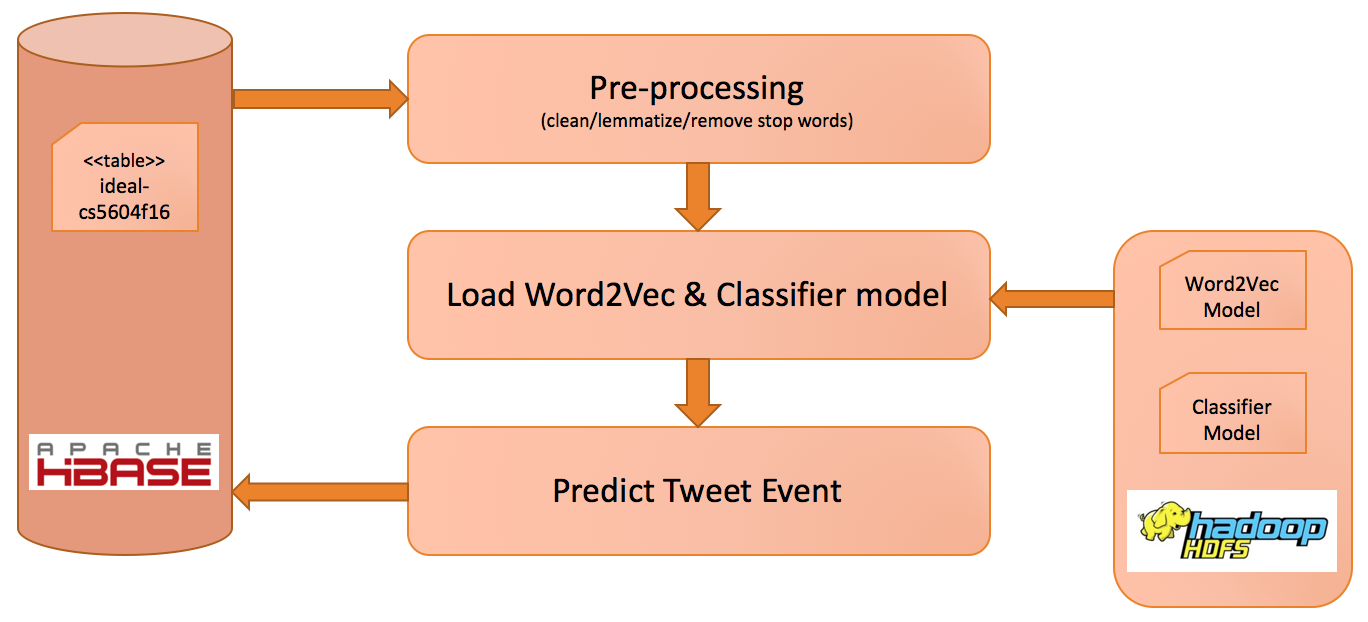 <<table>>
ideal-
cs5604f16
APACHE
HBASE
Pre-processing
(clean/lemmatize/remove stop words)
Load Word2Vec & Classifier model
Predict Tweet Event
Word2Vec
Model
Classifier
Model
hadoop
HDFS